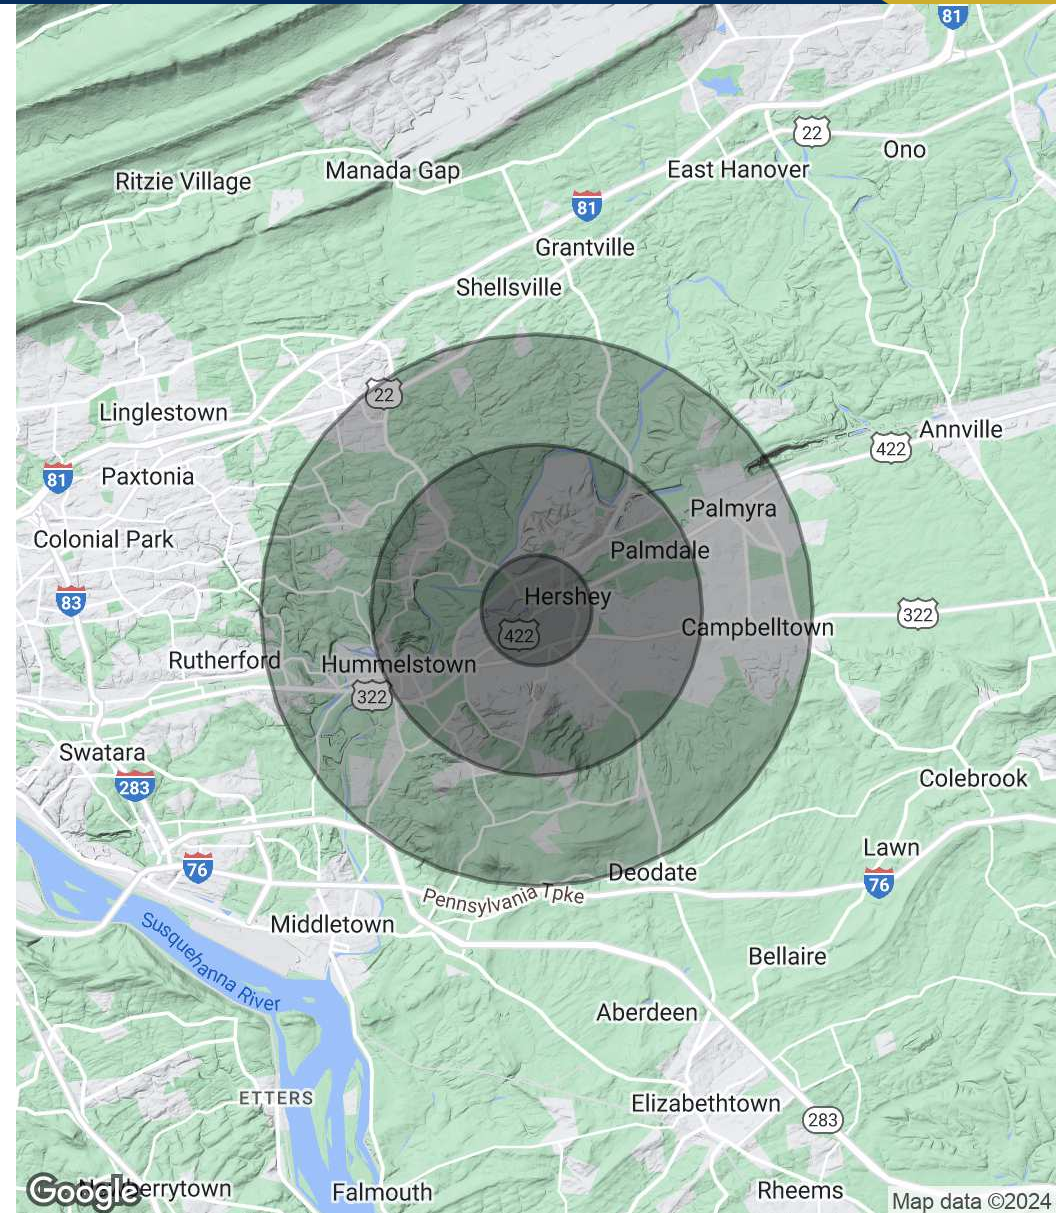 81
22
Ono
Manada Gap
East Hanover
Ritzie Village
81
Grantville
Shellsville
22
Linglestown
Annville
422
81
Paxtonia
Palmyra
Colonial Park
Palmdale
Hershey
83
322
Campbelltown
422
Rutherford
Hummelstown
322
Swatara
Colebrook
283
Lawn
76
Deodate
76
Pennsylvania Tpke
Middletown
Susquehanna River
Bellaire
Aberdeen
ETTERS
Elizabethtown
283
Google
Falmouth
Rheems
Map data ©2024